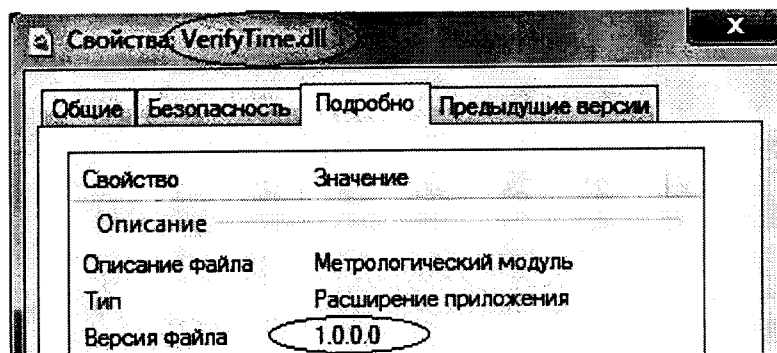 Свойства: VerifyTime.dll
X
Общие Безопасность Подробно Предыдущие версии
Свойство Значение
Описание
Описание файла Метрологический модуль
Тип Расширение приложения
Версия файла 1.0.0.0